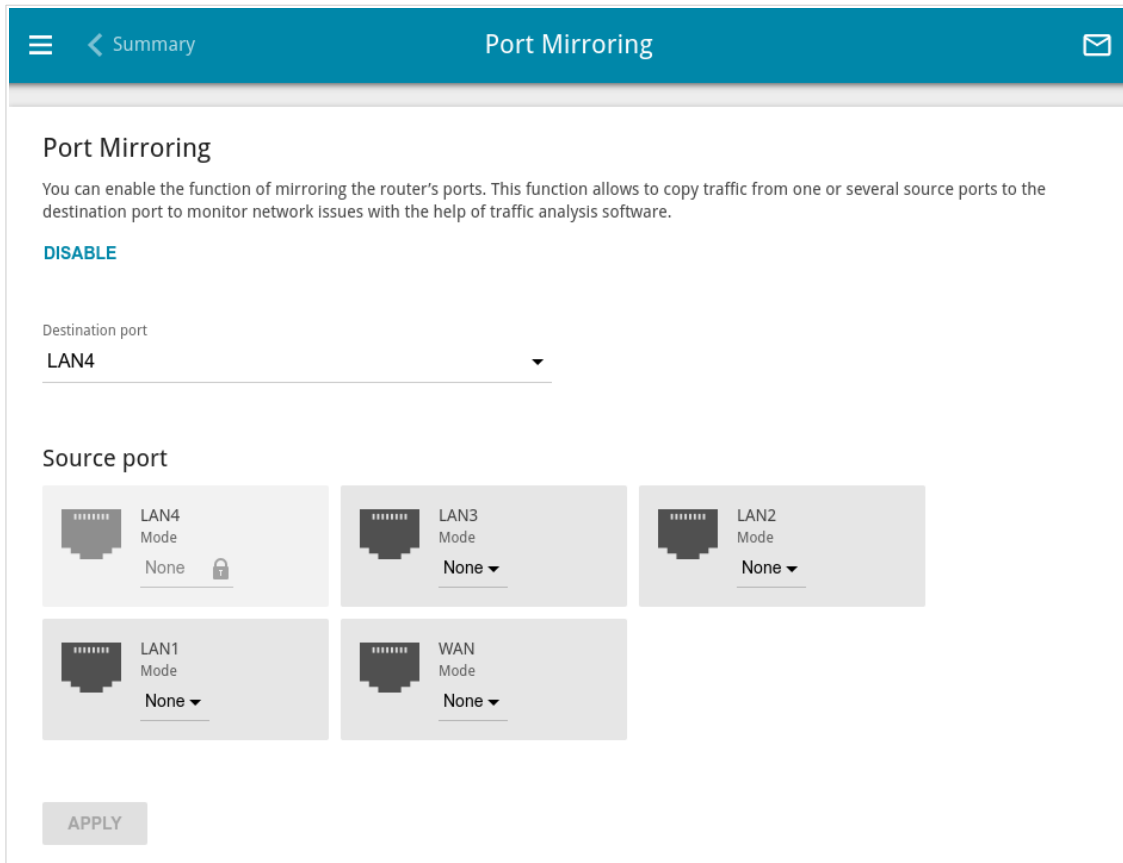 Summary
Port Mirroring
Port Mirroring
You can enable the function of mirroring the router’s ports. This function allows to copy traffic from one or several source ports to the
destination port to monitor network issues with the help of traffic analysis software.
DISABLE
Destination port
LAN4
Source port
LAN4
Mode
None
LAN3
Mode
None
LAN2
Mode
None
LAN1
Mode
None
WAN
Mode
None
APPLY